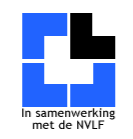 In samenwerking
met de NVLF